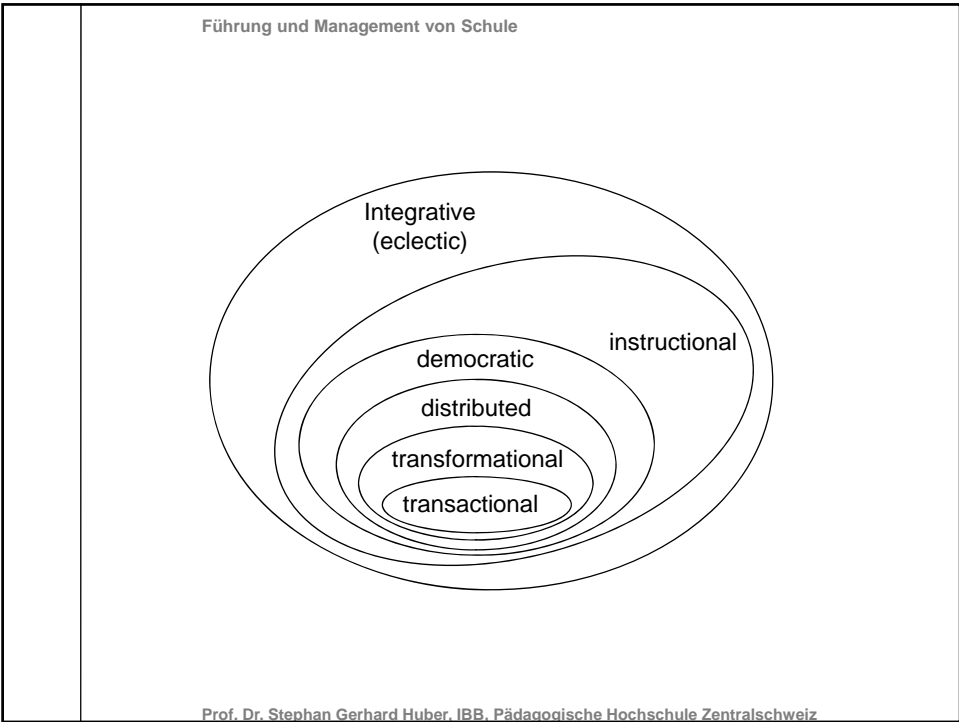 Führung und Management von Schule
Integrative
(eclectic)
instructional
democratic
distributed
transformational
transactional
Prof. Dr. Stephan Gerhard Huber, IBB, Pädagogische Hochschule Zentralschweiz